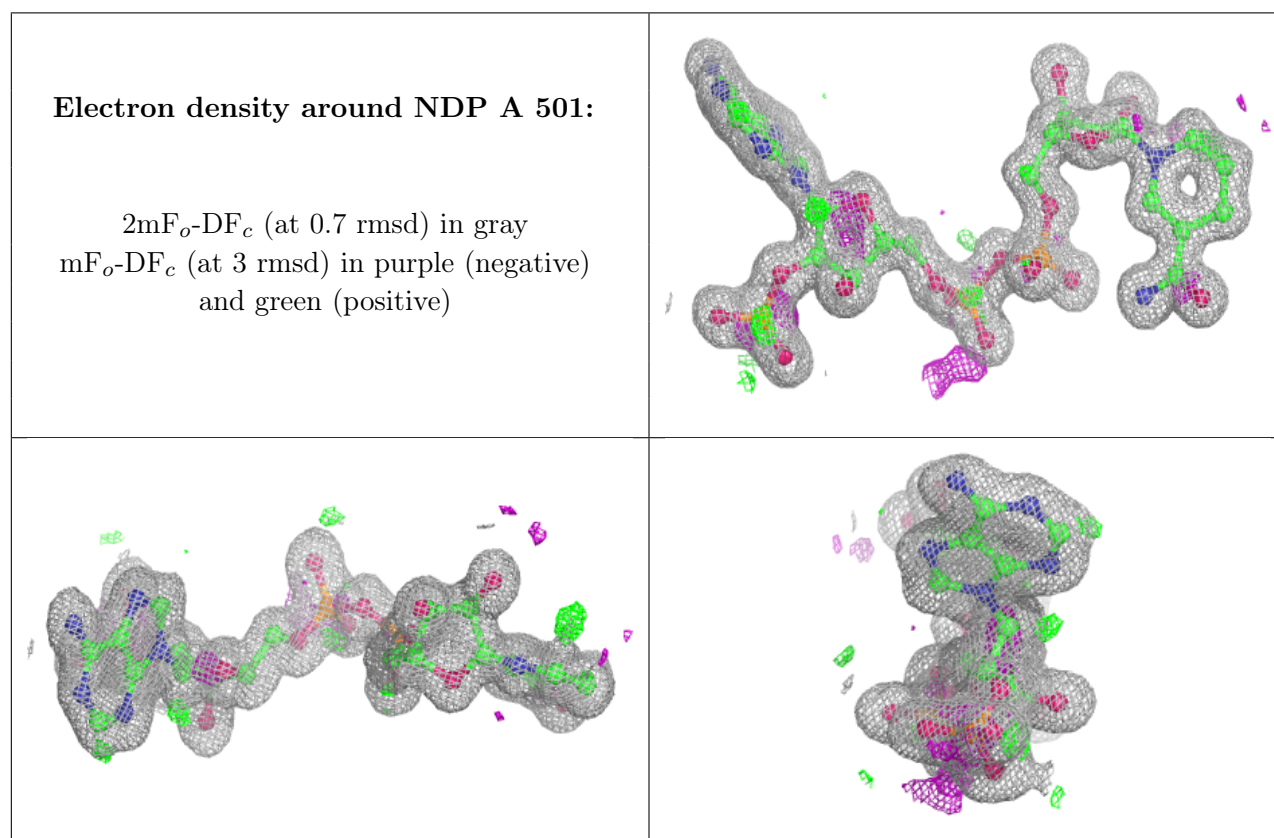 Electron density around NDP A 501:
2mFo-DFc (at 0.7 rmsd) in gray
mFo-DFc (at 3 rmsd) in purple (negative)
and green (positive)